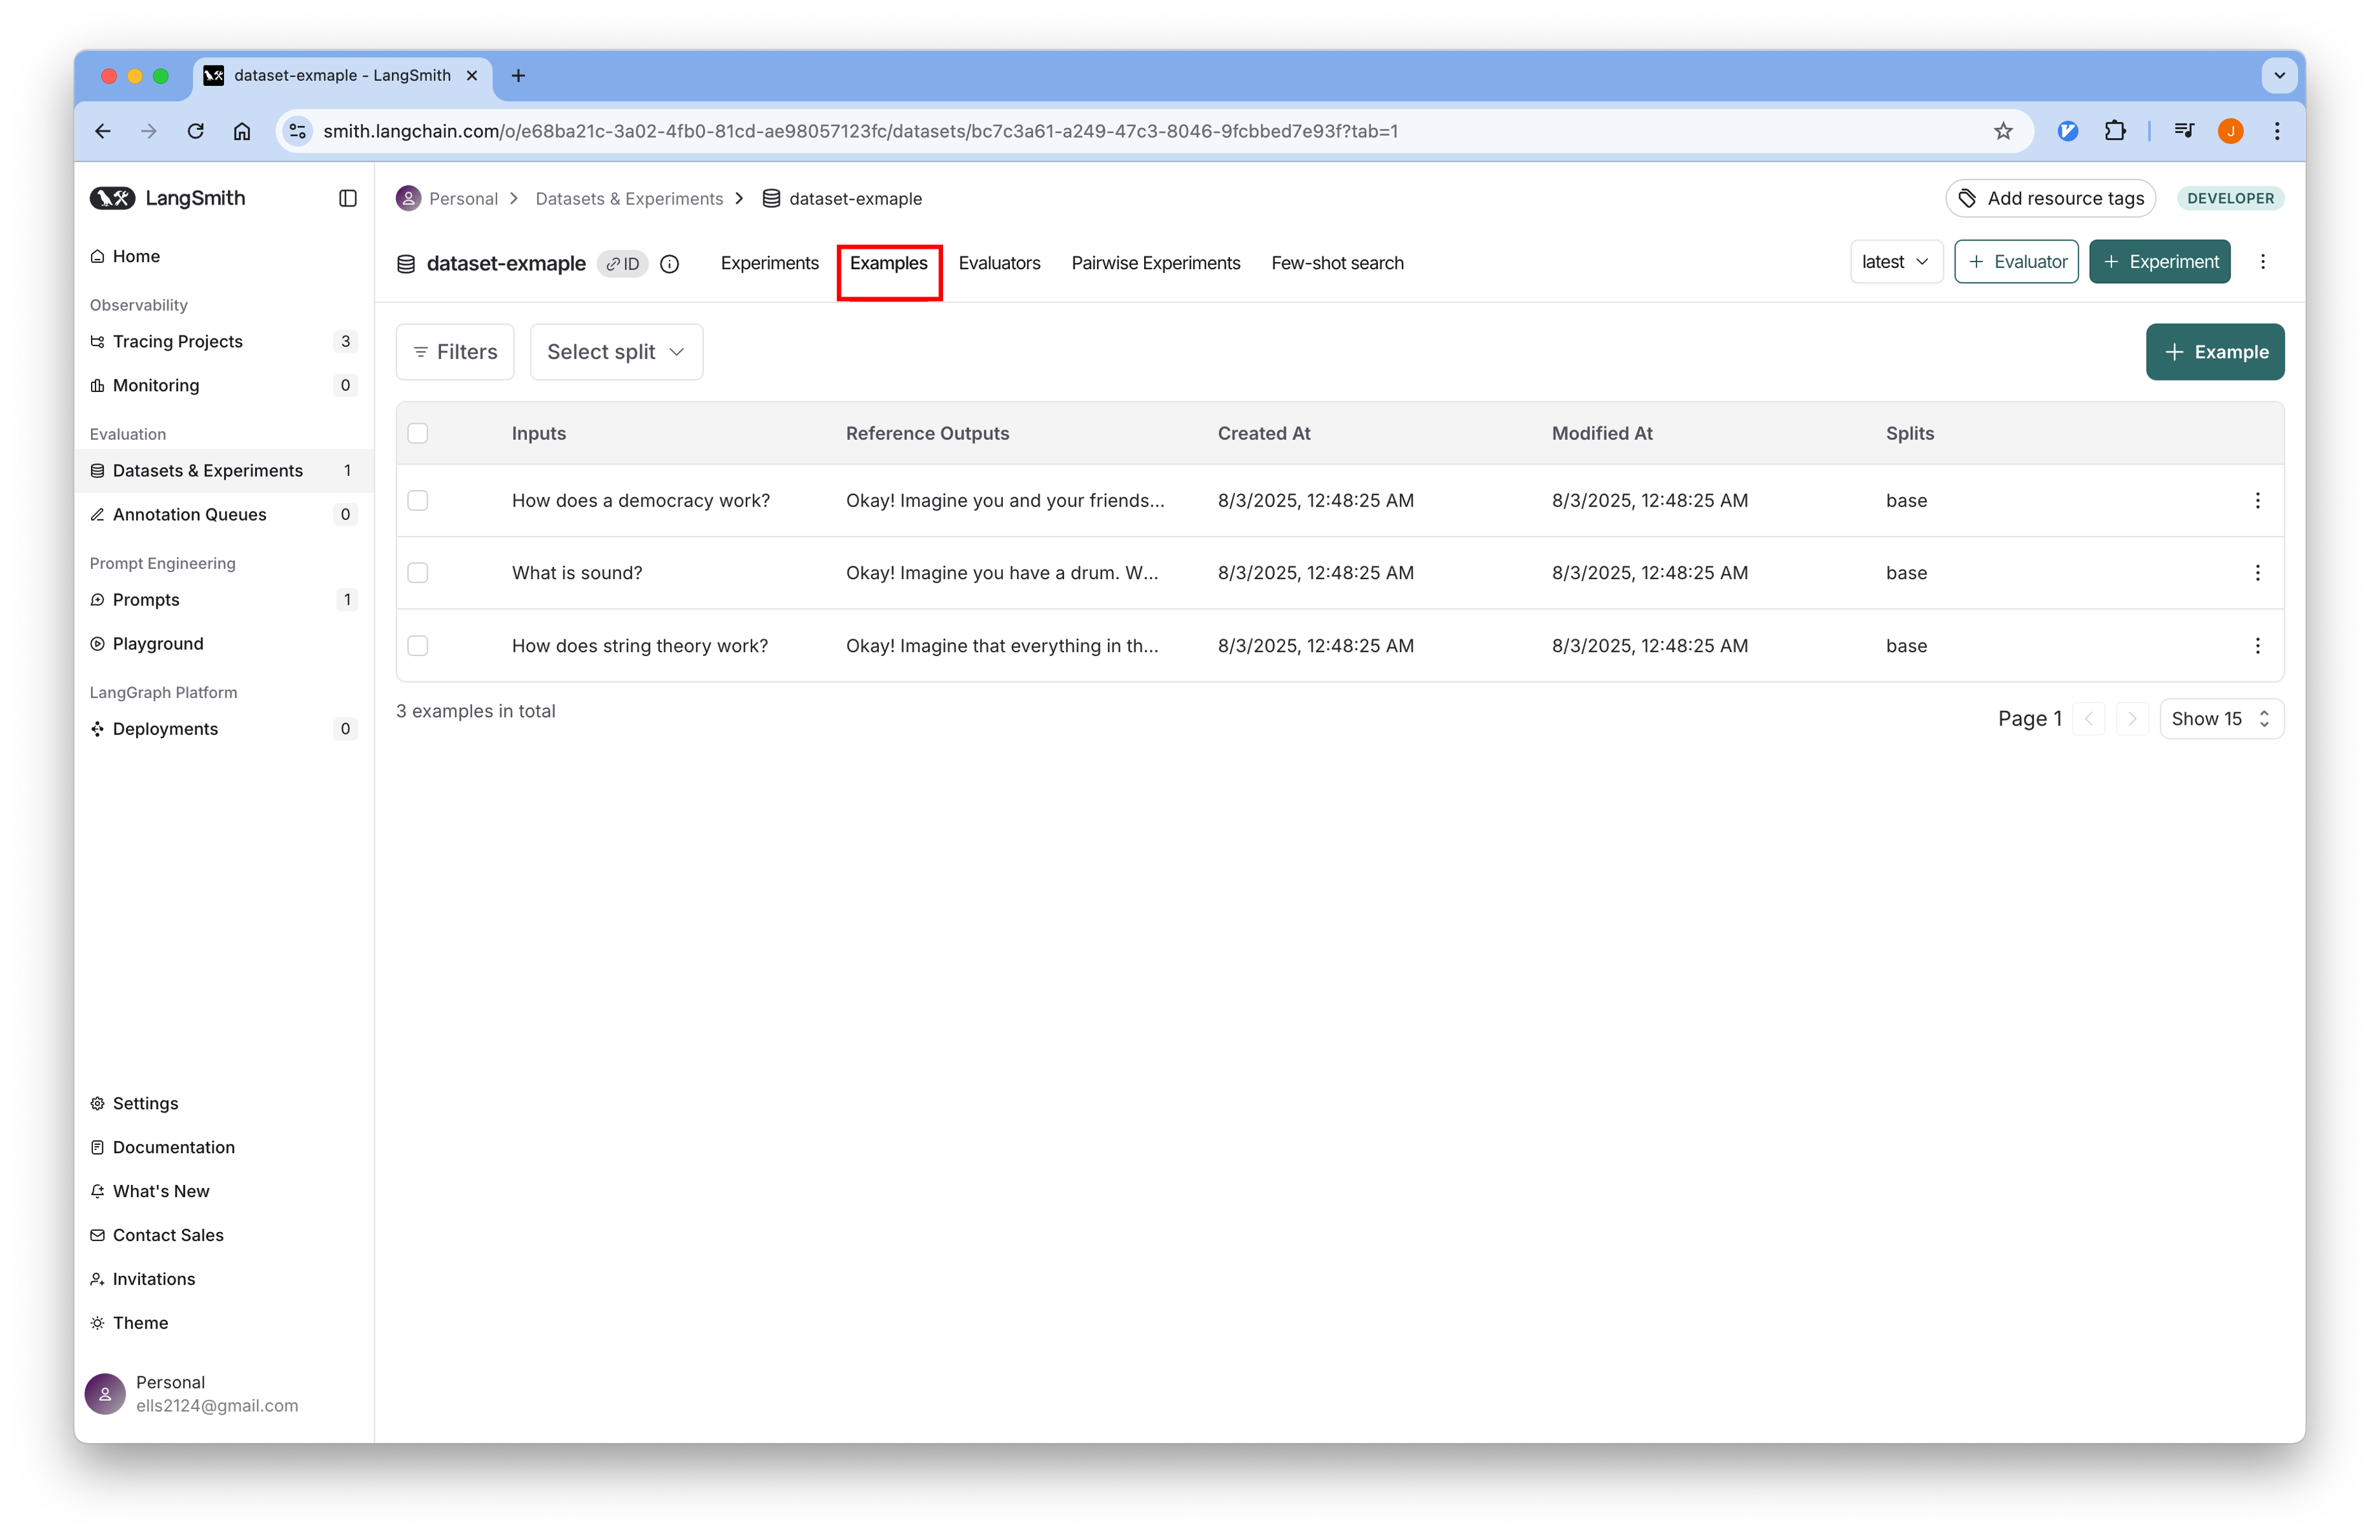 dataset-exmaple - LangSmith
smith.langchain.com/o/e68ba21c-3a02-4fb0-81cd-ae98057123fc/datasets/bc7c3a61-a249-47c3-8046-9fcbbed7e93f?tab=1
J
LangSmith
Home
Observability
Tracing Projects 3
Monitoring 0
Evaluation
Datasets & Experiments 1
Annotation Queues 0
Prompt Engineering
Prompts 1
Playground
LangGraph Platform
Deployments 0
Settings
Documentation
What's New
Contact Sales
Invitations
Theme
Personal
ells2124@gmail.com
Personal > Datasets & Experiments > dataset-exmaple
Add resource tags
DEVELOPER
dataset-exmaple ID Experiments Examples Evaluators Pairwise Experiments Few-shot search
latest + Evaluator + Experiment
Filters Select split
+ Example
Inputs Reference Outputs Created At Modified At Splits
How does a democracy work? Okay! Imagine you and your friends... 8/3/2025, 12:48:25 AM 8/3/2025, 12:48:25 AM base
What is sound? Okay! Imagine you have a drum. W... 8/3/2025, 12:48:25 AM 8/3/2025, 12:48:25 AM base
How does string theory work? Okay! Imagine that everything in th... 8/3/2025, 12:48:25 AM 8/3/2025, 12:48:25 AM base
3 examples in total
Page 1 Show 15